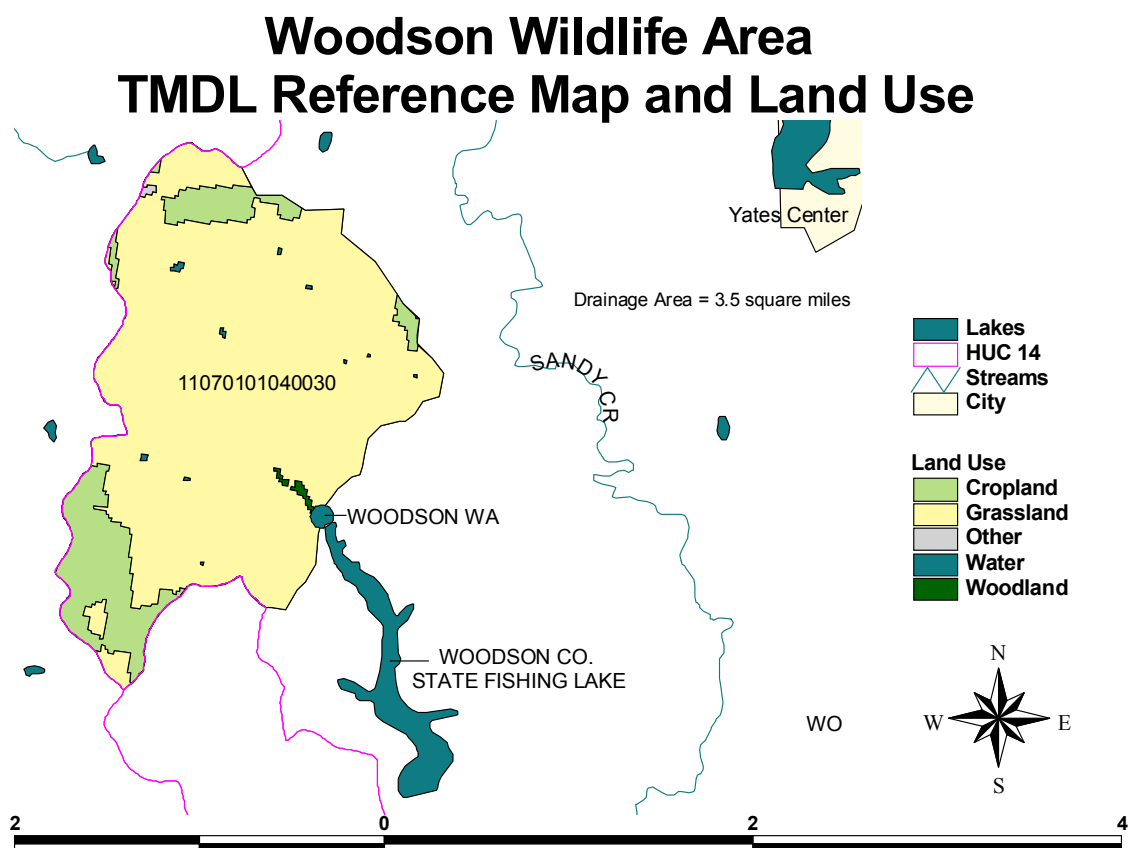 Woodson Wildlife Area
TMDL Reference Map and Land Use
Yates Center
Drainage Area = 3.5 square miles
Lakes
HUC 14
Streams
City
SANDY CR
11070101040030
Land Use
Cropland
Grassland
Other
Water
Woodland
WOODSON WA
WOODSON CO.
STATE FISHING LAKE
WO
N
W
E
S
2
0
2
4